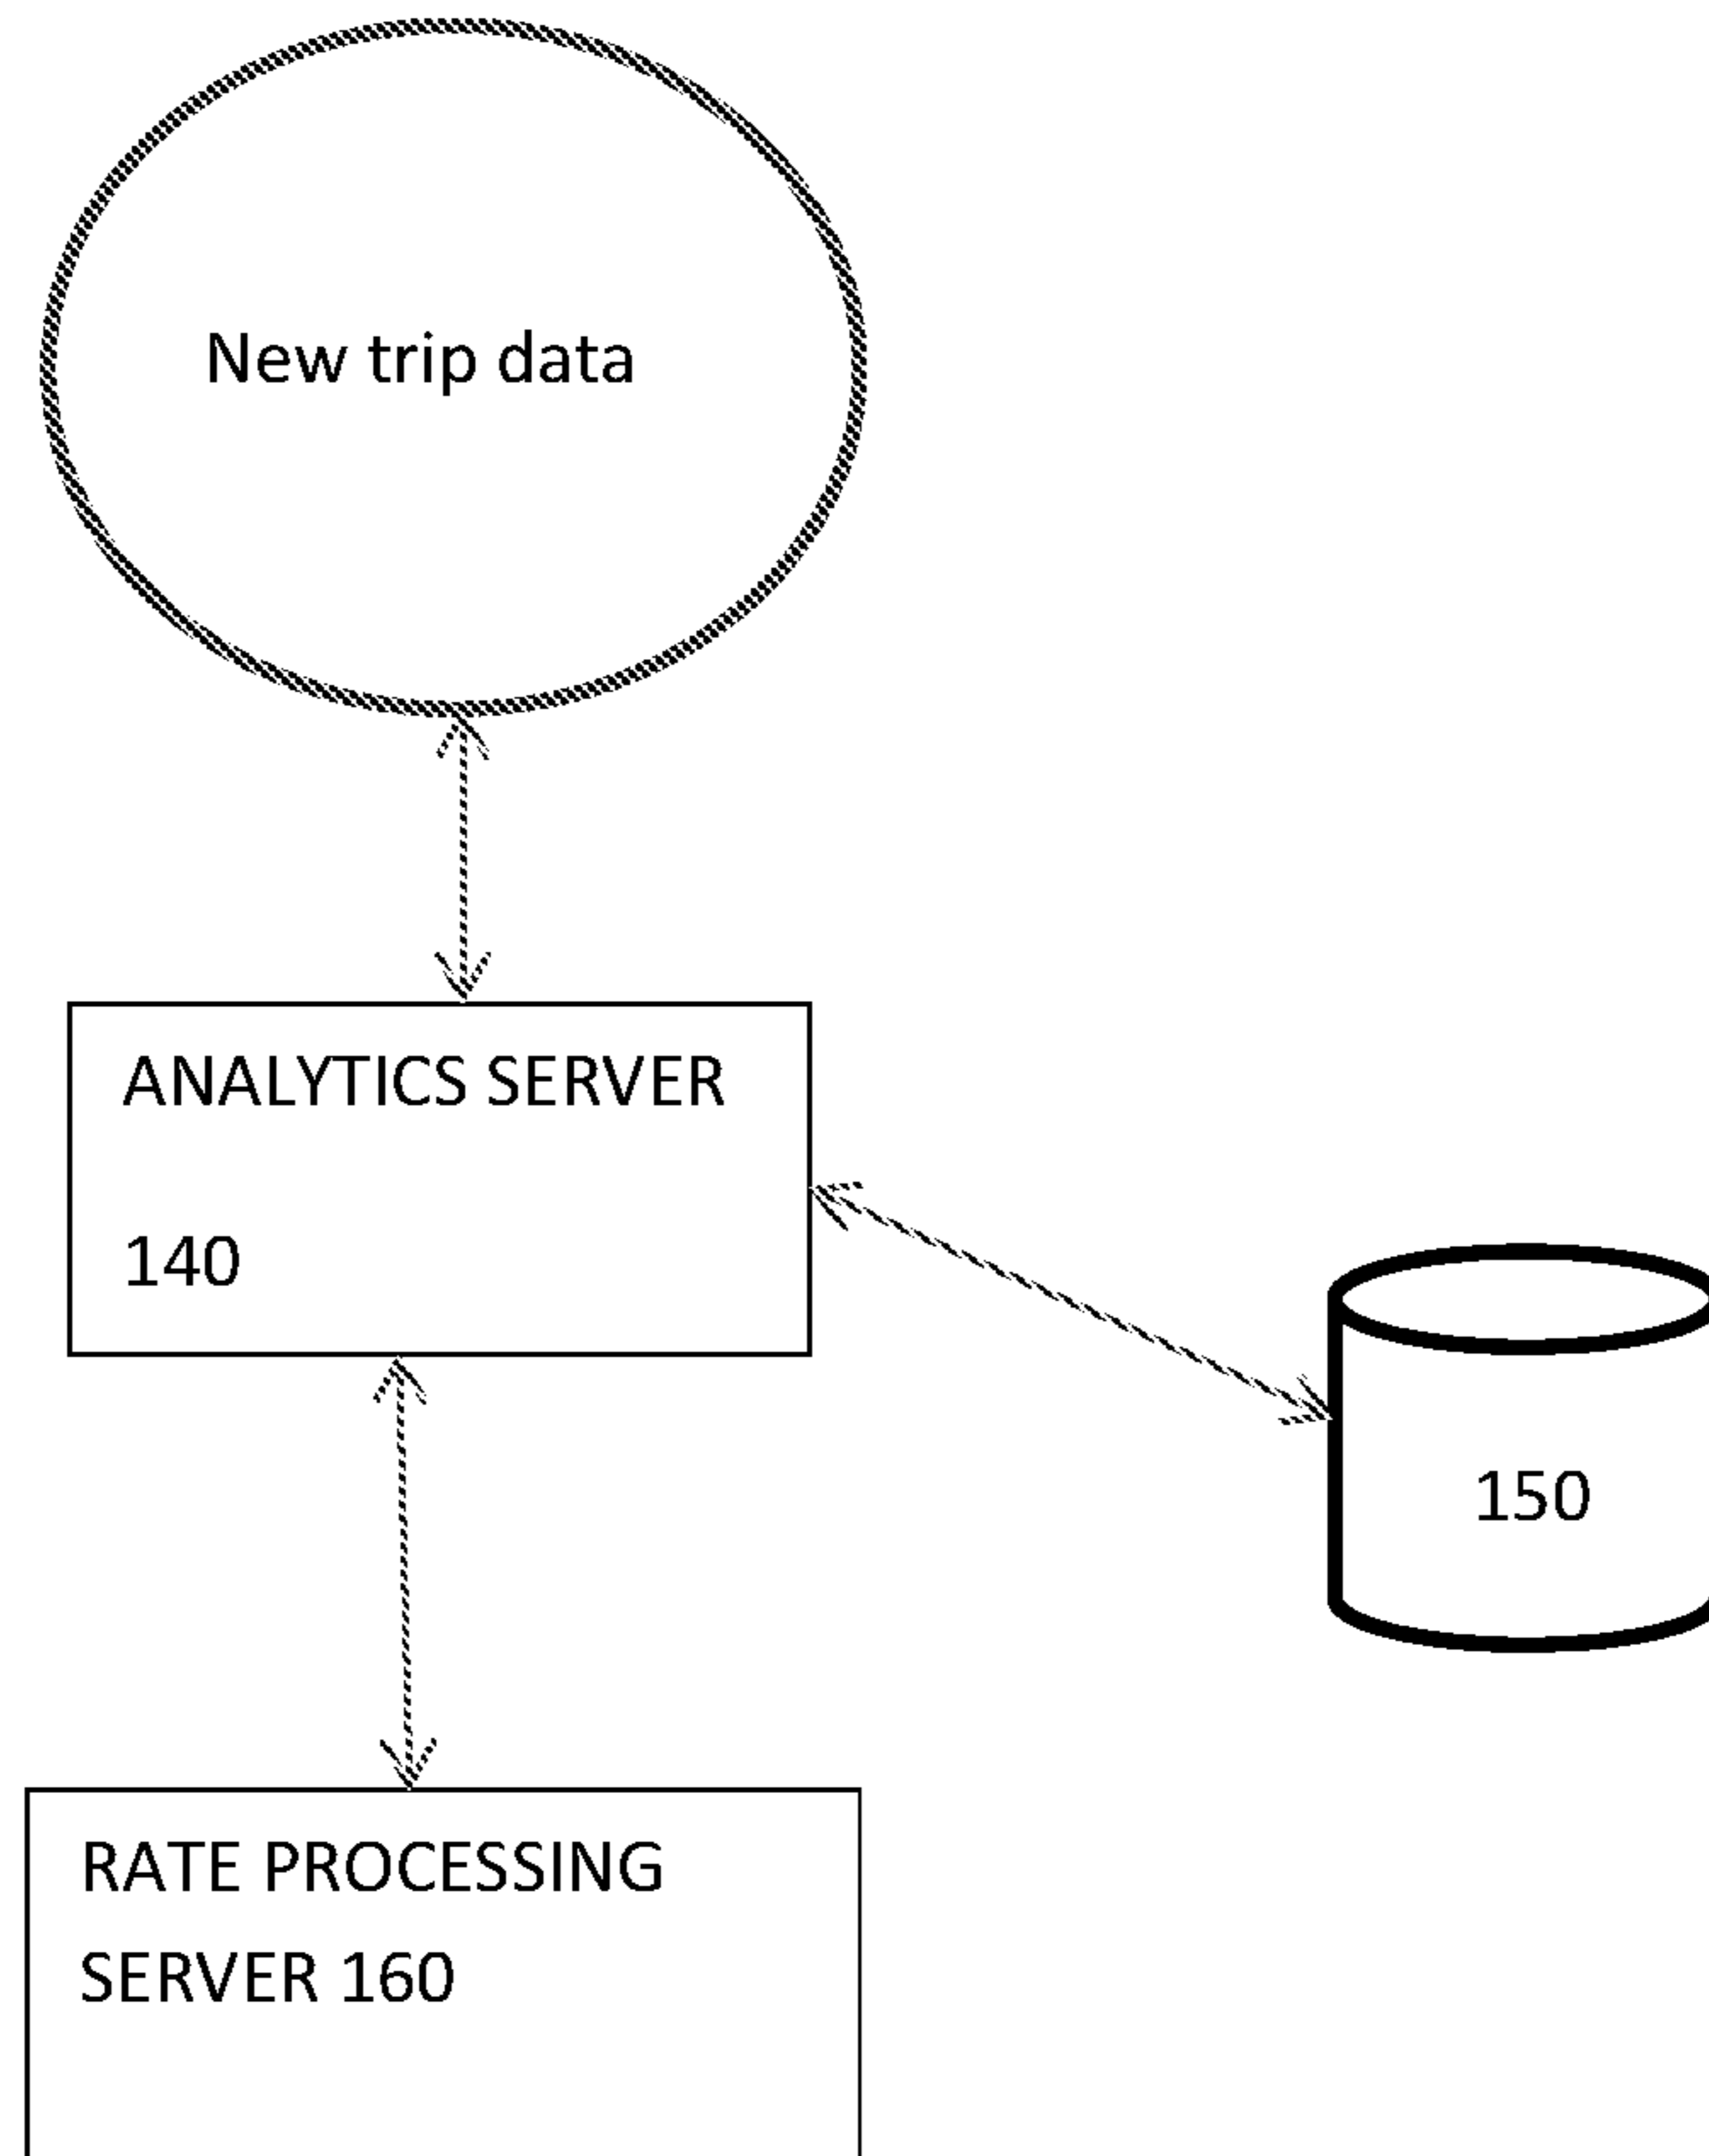 New trip data
ANALYTICS SERVER
140
150
RATE PROCESSING
SERVER 160